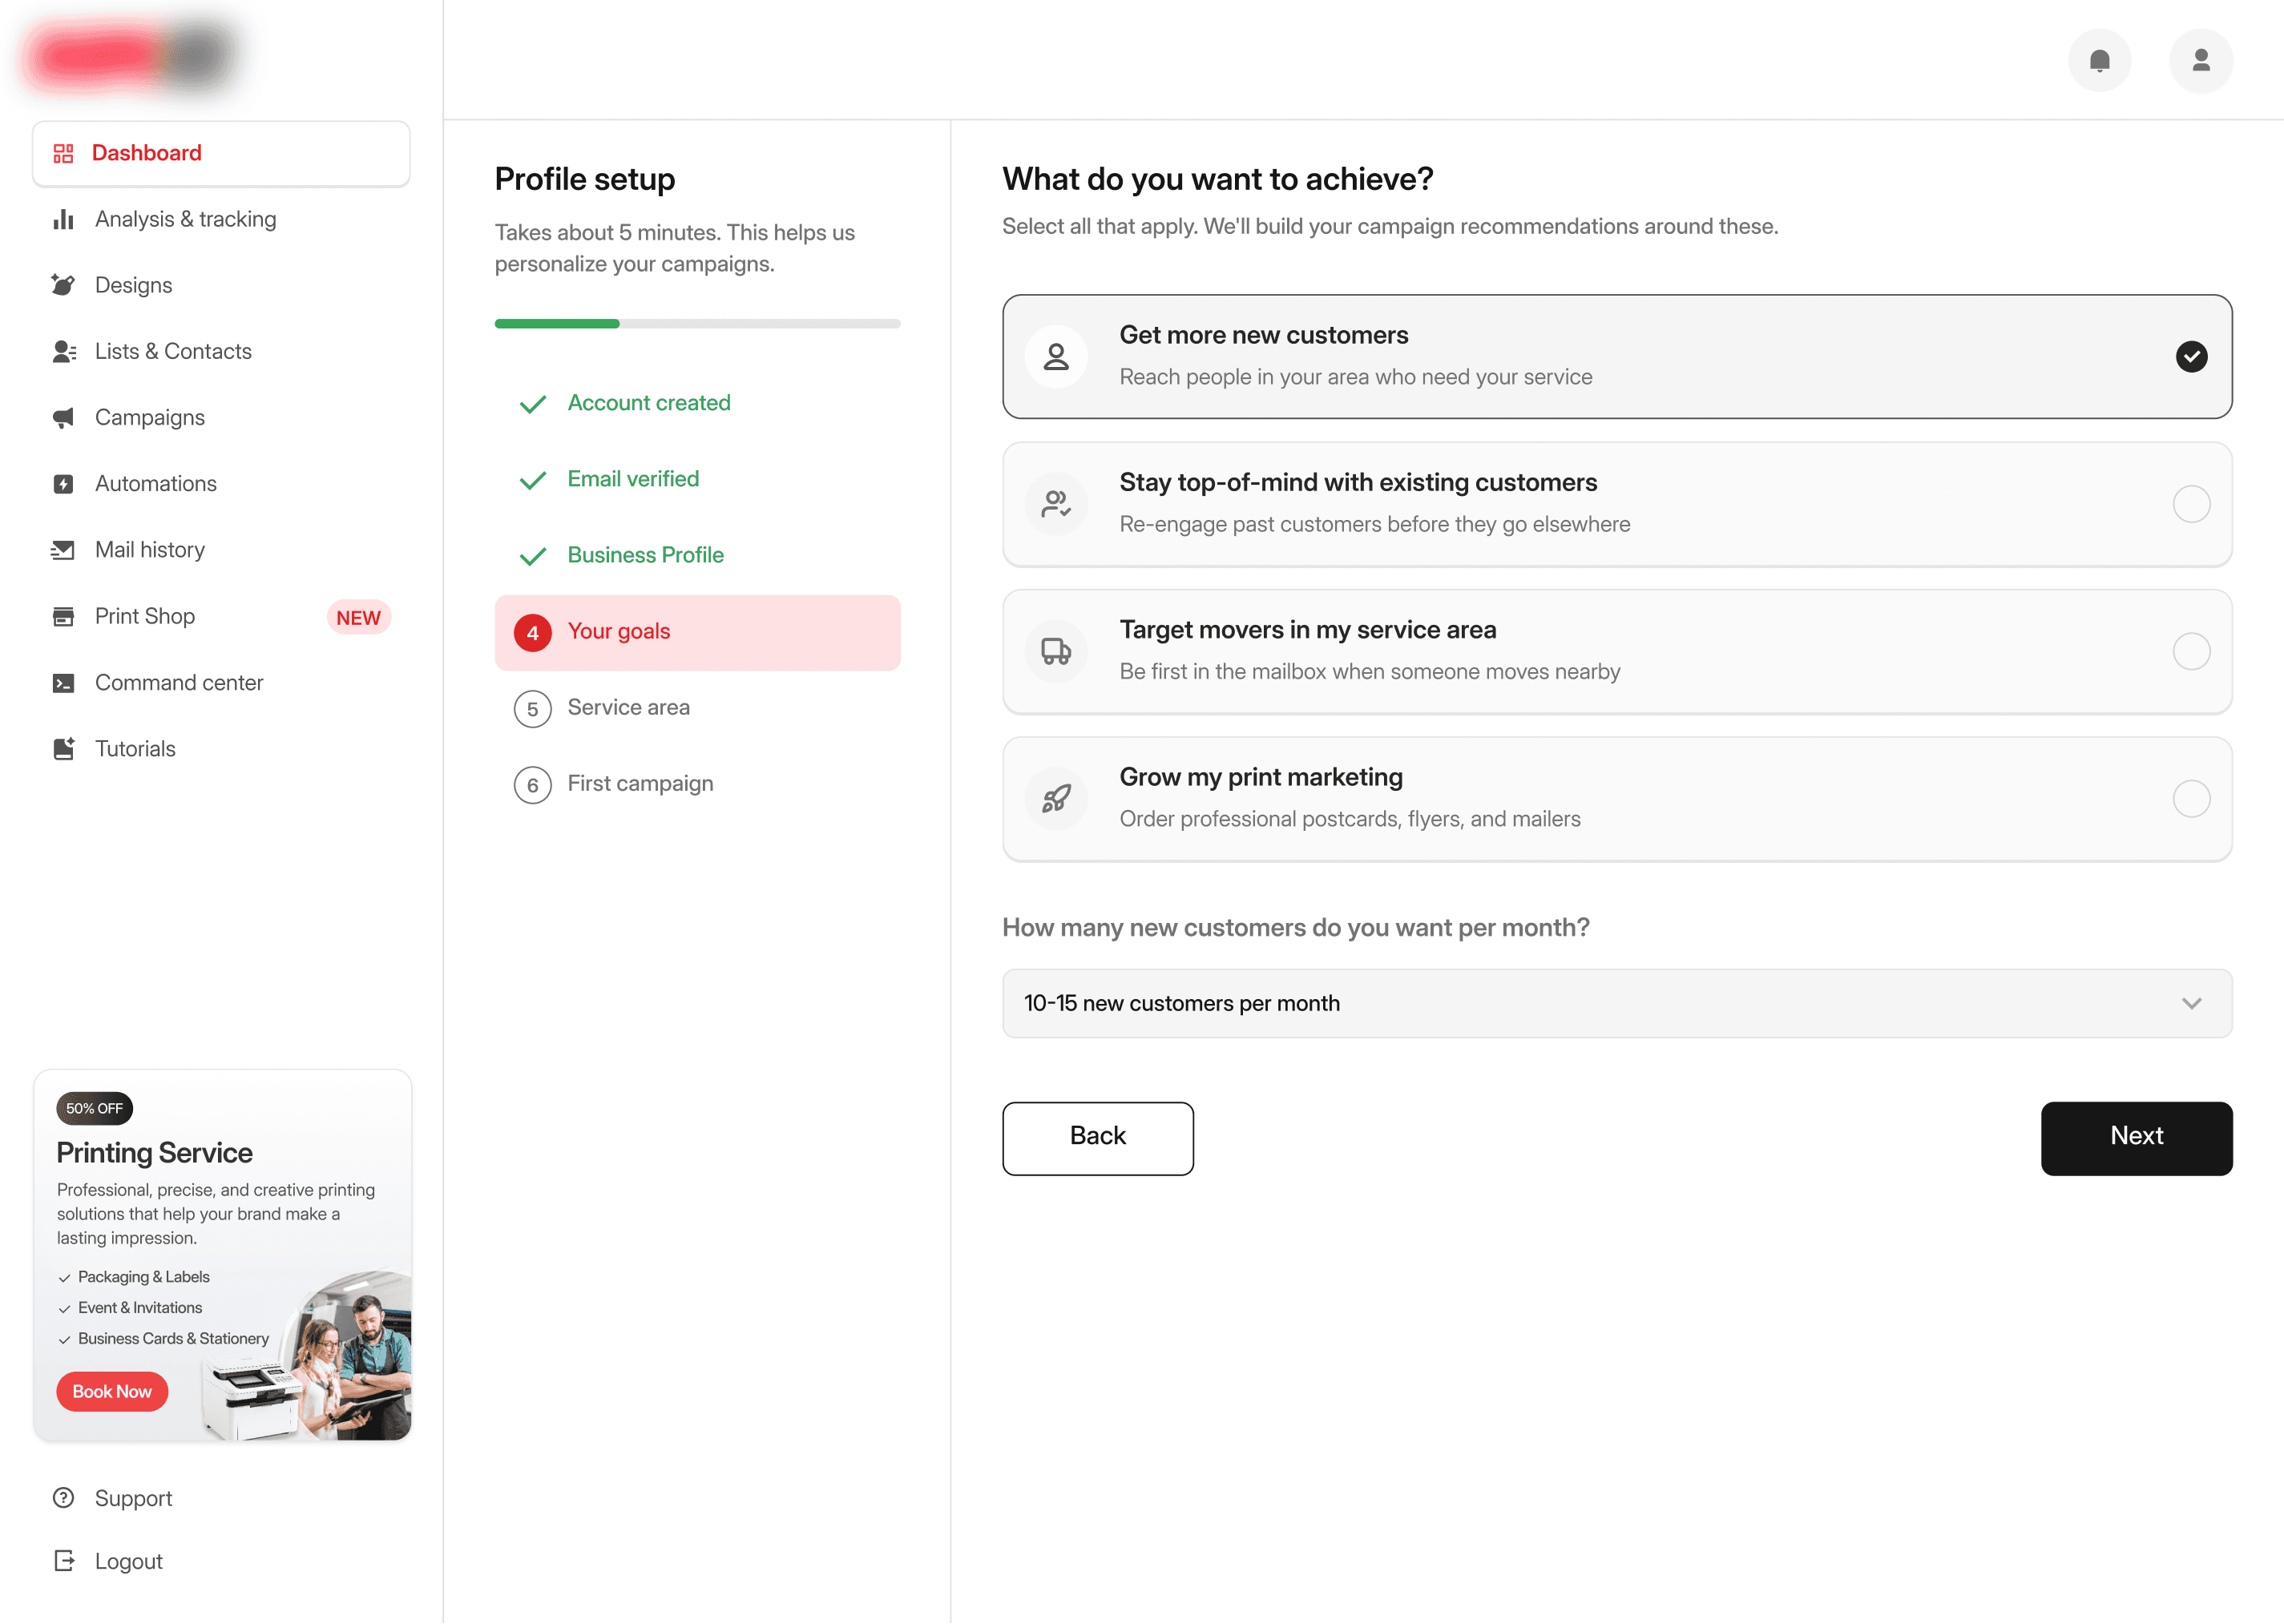 Dashboard
Analysis & tracking
Designs
Lists & Contacts
Campaigns
Automations
Mail history
Print Shop
NEW
Command center
Tutorials
50% OFF
Printing Service
Professional, precise, and creative printing
solutions that help your brand make a
lasting impression.
Packaging & Labels
Event & Invitations
Business Cards & Stationery
Book Now
Support
Logout
Profile setup
Takes about 5 minutes. This helps us
personalize your campaigns.
Account created
Email verified
Business Profile
4 Your goals
5 Service area
6 First campaign
What do you want to achieve?
Select all that apply. We'll build your campaign recommendations around these.
Get more new customers
Reach people in your area who need your service
Stay top-of-mind with existing customers
Re-engage past customers before they go elsewhere
Target movers in my service area
Be first in the mailbox when someone moves nearby
Grow my print marketing
Order professional postcards, flyers, and mailers
How many new customers do you want per month?
10-15 new customers per month
Back
Next